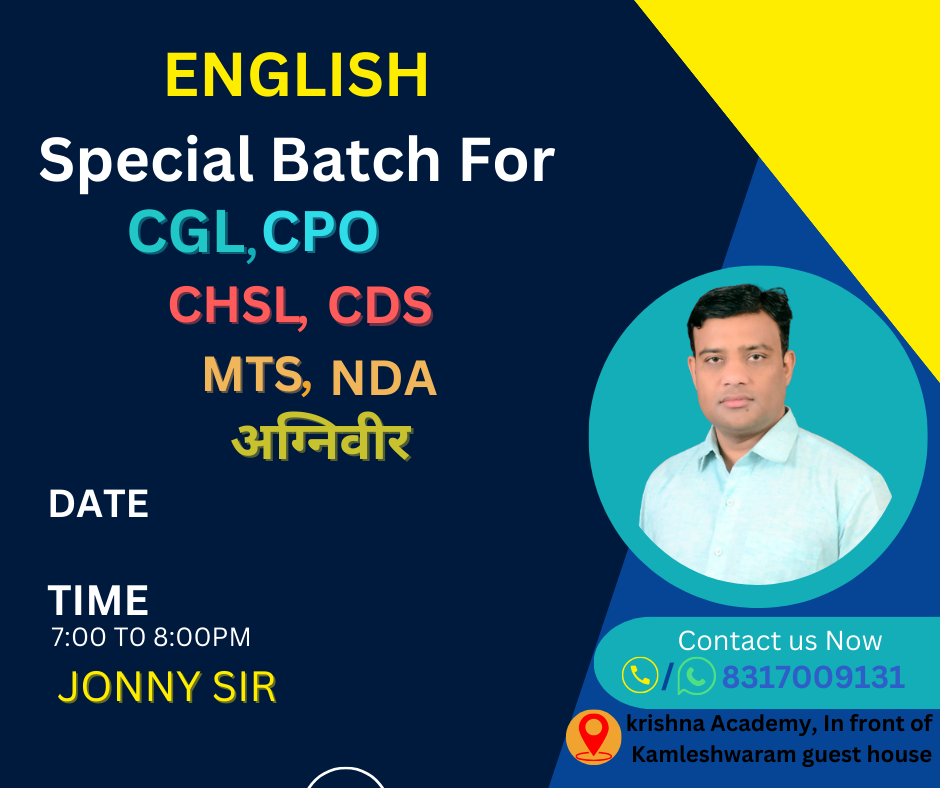 ENGLISH
Special Batch For
CGL,CPO
CHSL, CDS
MTS, NDA
अग्निवीर
DATE
TIME
7:00 TO 8:00PM
JONNY SIR
Contact us Now
/ 8317009131
krishna Academy, In front of
Kamleshwaram guest house